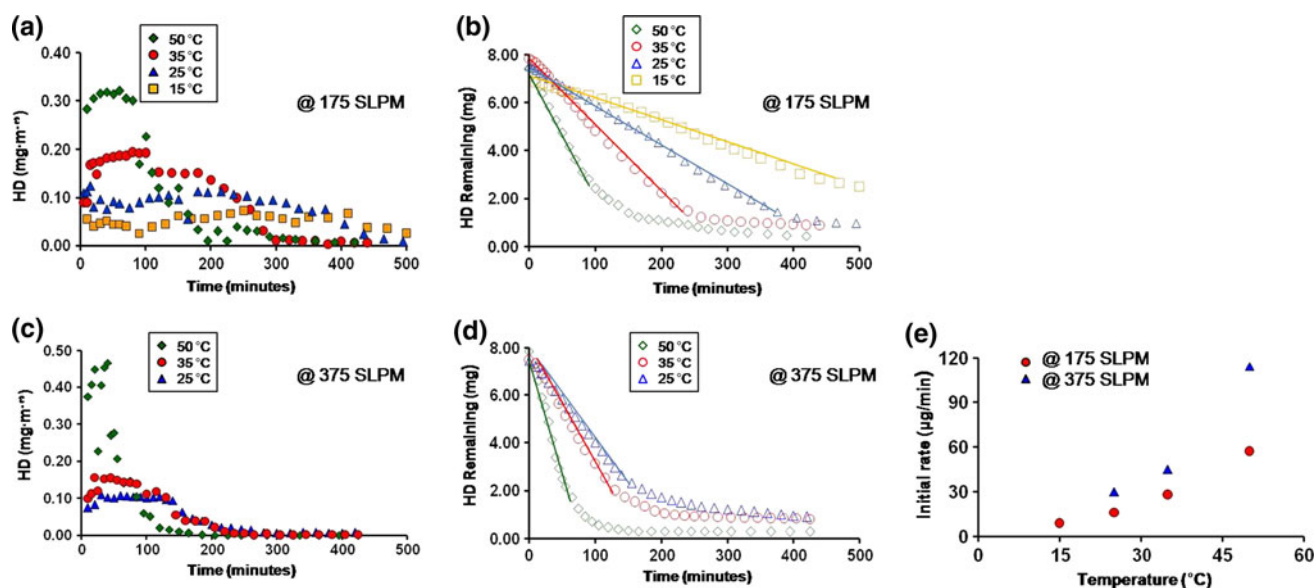 (a)
50 °C
35 °C
25 °C
15 °C
@ 175 SLPM
0.40
0.30
0.20
0.10
0.00
HD (mg·m⁻³)
0 100 200 300 400 500
Time (minutes)
(b)
50 °C
35 °C
25 °C
15 °C
@ 175 SLPM
8.00
6.00
4.00
2.00
0.00
HD Remaining (mg)
0 100 200 300 400 500
Time (minutes)
(c)
50 °C
35 °C
25 °C
@ 375 SLPM
0.50
0.40
0.30
0.20
0.10
0.00
HD (mg·m⁻³)
0 100 200 300 400 500
Time (minutes)
(d)
50 °C
35 °C
25 °C
@ 375 SLPM
8.00
6.00
4.00
2.00
0.00
HD Remaining (mg)
0 100 200 300 400 500
Time (minutes)
(e)
@ 175 SLPM
@ 375 SLPM
120
90
60
30
0
Initial rate (µg/min)
0 15 30 45 60
Temperature (°C)